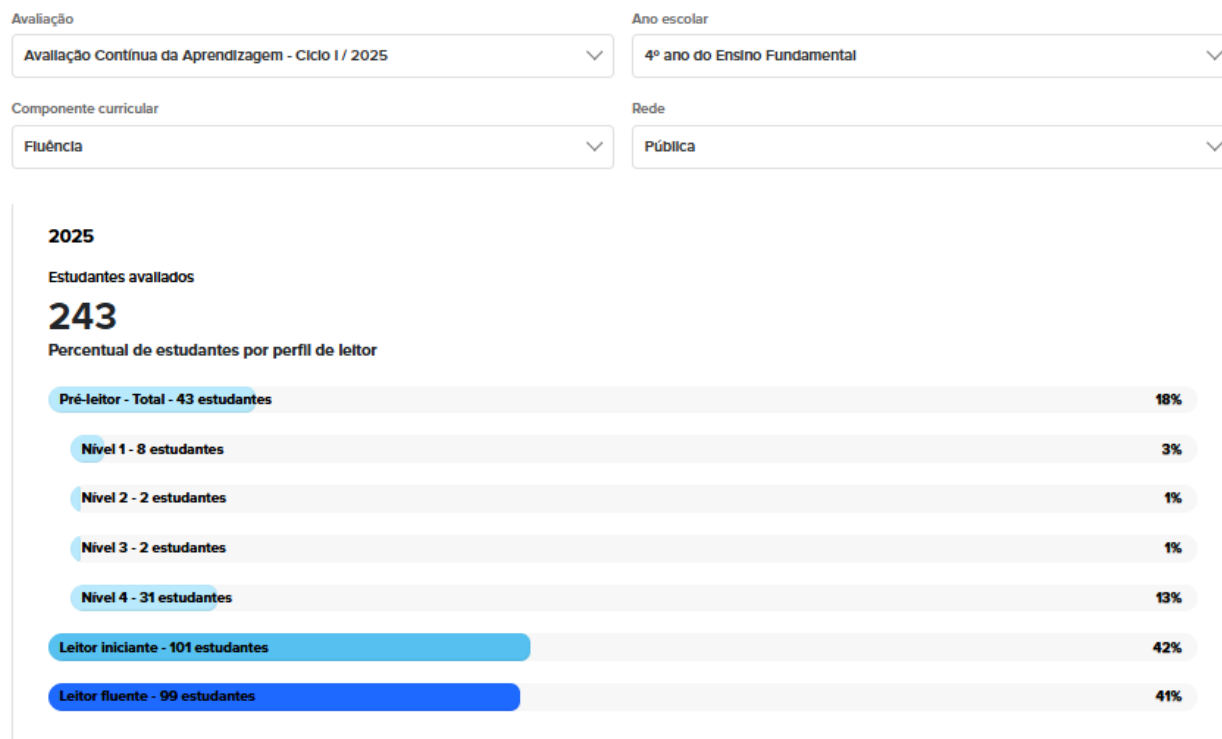 Avaliação
Ano escolar
Avaliação Contínua da Aprendizagem - Ciclo I / 2025
4º ano do Ensino Fundamental
Componente curricular
Rede
Fluência
Pública
2025
Estudantes avaliados
243
Percentual de estudantes por perfil de leitor
Pré-leitor - Total - 43 estudantes 18%
Nível 1 - 8 estudantes 3%
Nível 2 - 2 estudantes 1%
Nível 3 - 2 estudantes 1%
Nível 4 - 31 estudantes 13%
Leitor iniciante - 101 estudantes 42%
Leitor fluente - 99 estudantes 41%